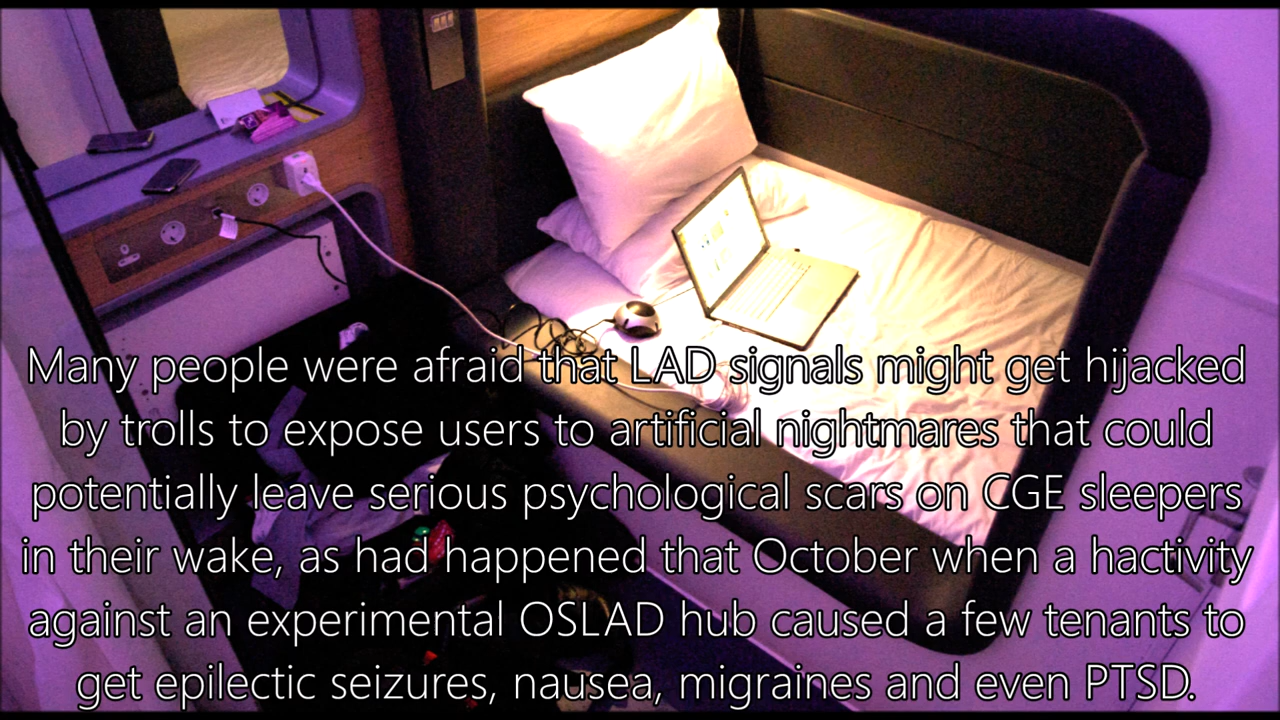 Many people were afraid that LAD signals might get hijacked
by trolls to expose users to artificial nightmares that could
potentially leave serious psychological scars on CGE sleepers
in their wake, as had happened that October when a hactivity
against an experimental OSLAD hub caused a few tenants to
get epilectic seizures, nausea, migraines and even PTSD.